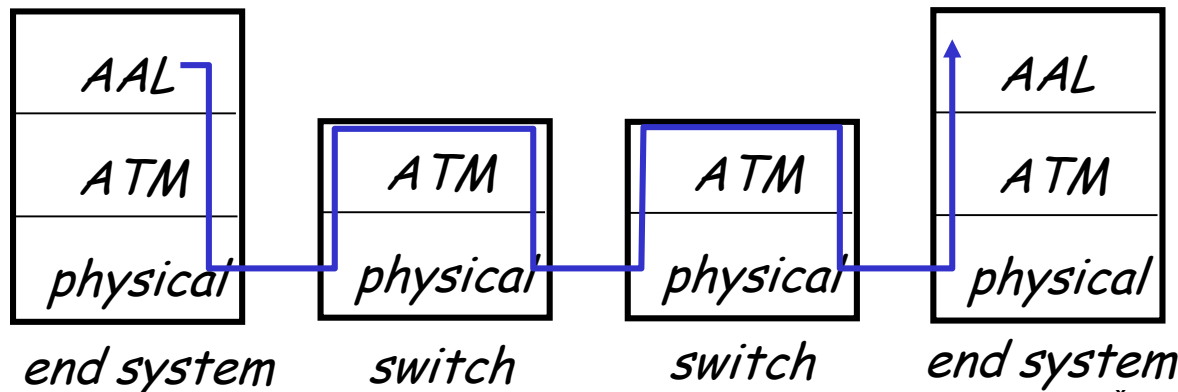 AAL
AAL
ATM
ATM
ATM
ATM
physical
physical
physical
physical
end system
switch
switch
end system